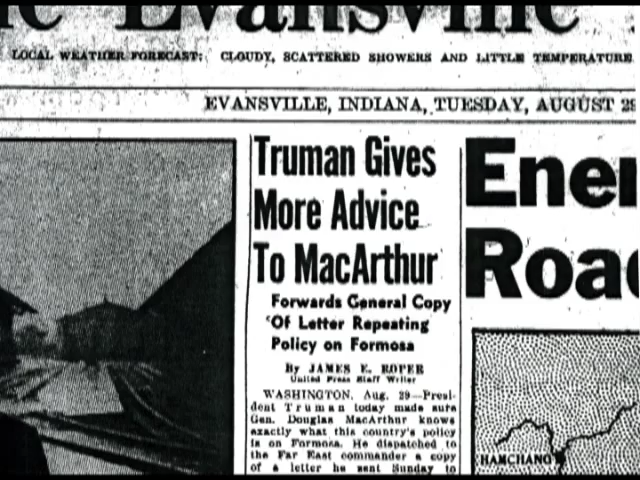 Evansville
LOCAL WEATHER FORECAST: CLOUDY, SCATTERED SHOWERS AND LITTLE TEMPERATURE
EVANSVILLE, INDIANA, TUESDAY, AUGUST 29
Truman Gives
More Advice
To MacArthur
Forwards General Copy
Of Letter Repeating
Policy on Formosa
By JAMES E. ROPER
United Press Staff Writer
WASHINGTON, Aug. 29—Presi-
dent Truman today made sure
Gen. Douglas MacArthur knows
exactly what this country's policy
is on Formosa. He dispatched to
the Far East commander a copy
of a letter he sent Sunday to
Ene
Roa
HAMCHANG